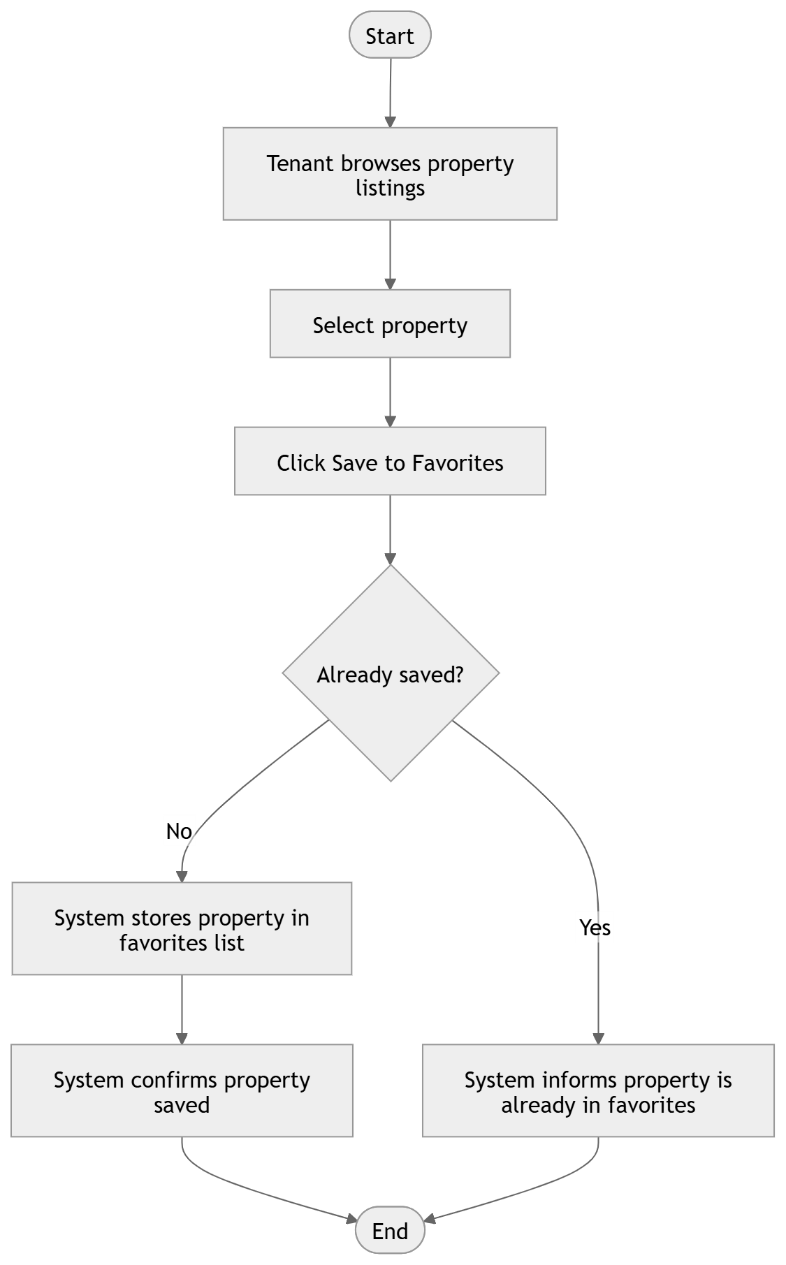 Start
Tenant browses property
listings
Select property
Click Save to Favorites
Already saved?
No
System stores property in
favorites list
Yes
System confirms property
saved
System informs property is
already in favorites
End